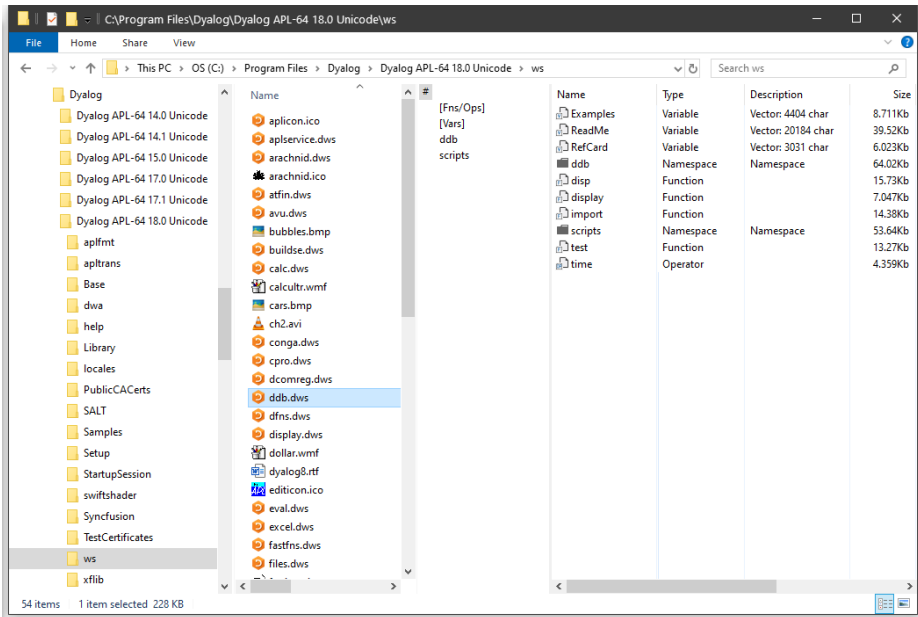 C:\Program Files\Dyalog\Dyalog APL-64 18.0 Unicode\ws
File Home Share View
This PC > OS (C:) > Program Files > Dyalog > Dyalog APL-64 18.0 Unicode > ws
Search ws
Dyalog
Dyalog APL-64 14.0 Unicode
Dyalog APL-64 14.1 Unicode
Dyalog APL-64 15.0 Unicode
Dyalog APL-64 17.0 Unicode
Dyalog APL-64 17.1 Unicode
Dyalog APL-64 18.0 Unicode
aplfmt
apltrans
Base
dwa
help
Library
locales
PublicCACerts
SALT
Samples
Setup
StartupSession
swiftshader
Syncfusion
TestCertificates
ws
xflib
Name
aplicon.ico
aplservice.dws
arachnid.dws
arachnid.ico
atfin.dws
avu.dws
bubbles.bmp
buildse.dws
calc.dws
calcultr.wmf
cars.bmp
ch2.avi
conga.dws
cpro.dws
dcomreg.dws
ddb.dws
dfns.dws
display.dws
dollar.wmf
dyalog8.rtf
editicon.ico
eval.dws
excel.dws
fastfns.dws
files.dws
#
[Fns/Ops]
[Vars]
ddb
scripts
Name Type Description Size
Examples Variable Vector: 4404 char 8.711Kb
ReadMe Variable Vector: 20184 char 39.52Kb
RefCard Variable Vector: 3031 char 6.023Kb
ddb Namespace Namespace 64.02Kb
disp Function 15.73Kb
display Function 7.047Kb
import Function 14.38Kb
scripts Namespace Namespace 53.64Kb
test Function 13.27Kb
time Operator 4.359Kb
54 items 1 item selected 228 KB